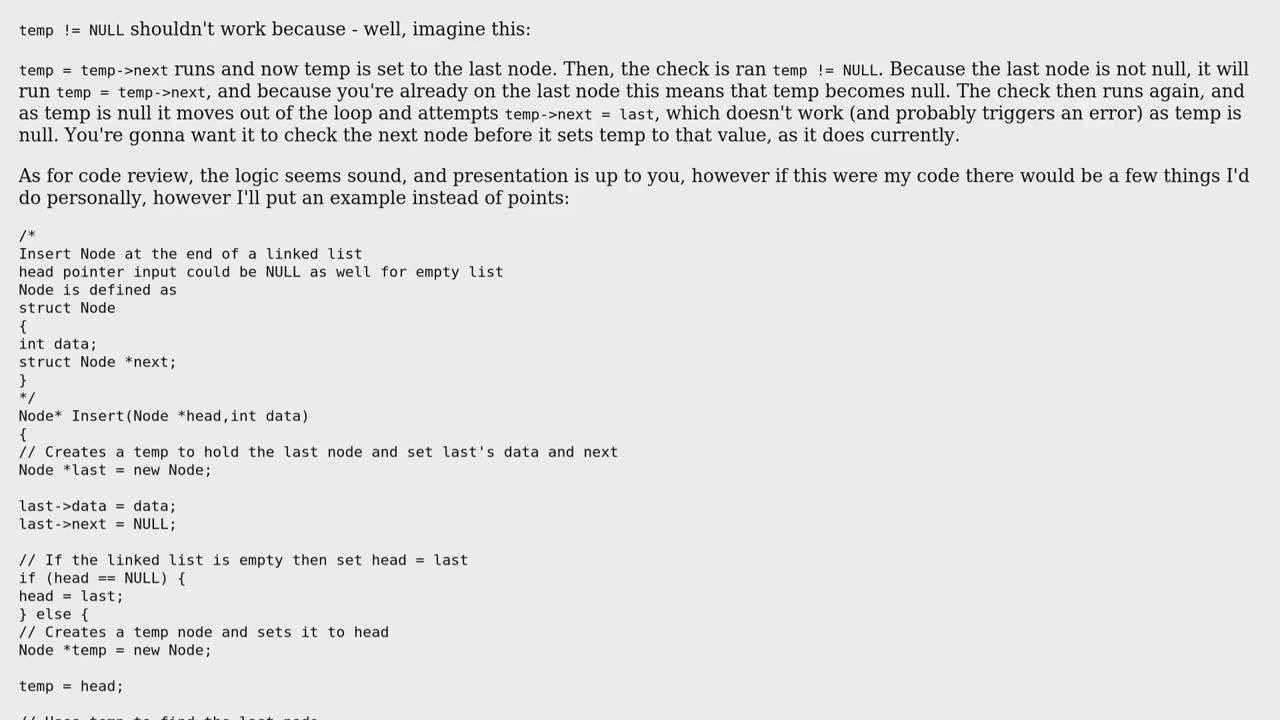 temp != NULL shouldn't work because - well, imagine this:
temp = temp->next runs and now temp is set to the last node. Then, the check is ran temp != NULL. Because the last node is not null, it will
run temp = temp->next, and because you're already on the last node this means that temp becomes null. The check then runs again, and
as temp is null it moves out of the loop and attempts temp->next = last, which doesn't work (and probably triggers an error) as temp is
null. You're gonna want it to check the next node before it sets temp to that value, as it does currently.
As for code review, the logic seems sound, and presentation is up to you, however if this were my code there would be a few things I'd
do personally, however I'll put an example instead of points:
/*
Insert Node at the end of a linked list
head pointer input could be NULL as well for empty list
Node is defined as
struct Node
{
int data;
struct Node *next;
}
*/
Node* Insert(Node *head,int data)
{
// Creates a temp to hold the last node and set last's data and next
Node *last = new Node;
last->data = data;
last->next = NULL;
// If the linked list is empty then set head = last
if (head == NULL) {
head = last;
} else {
// Creates a temp node and sets it to head
Node *temp = new Node;
temp = head;
// Uses temp to find the last node